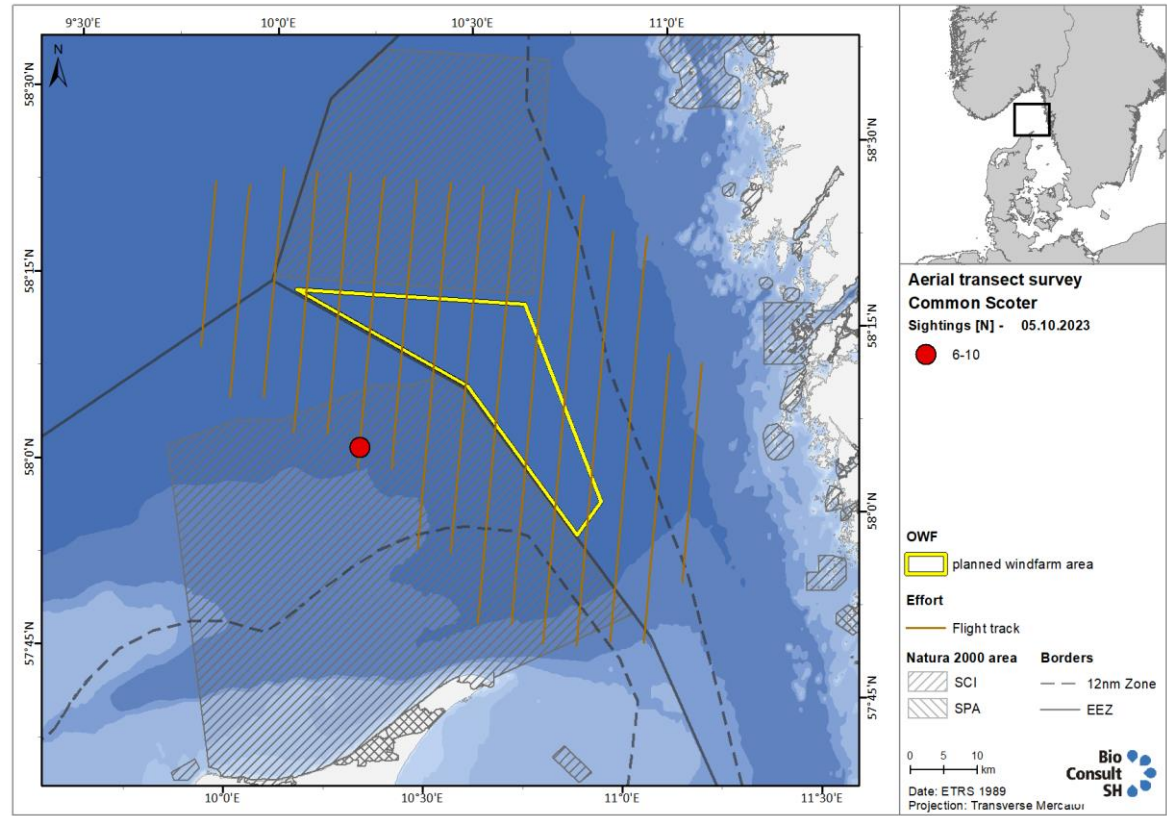 9°30'E 10°0'E 10°30'E 11°0'E
N
58°30'N
58°15'N
58°0'N
57°45'N
58°30'N
58°15'N
58°0'N
57°45'N
10°0'E 10°30'E 11°0'E 11°30'E
Aerial transect survey
Common Scoter
Sightings [N] - 05.10.2023
6-10
OWF
planned windfarm area
Effort
Flight track
Natura 2000 area Borders
SCI 12nm Zone
SPA EEZ
0 5 10
km
Date: ETRS 1989
Projection: Transverse Mercator
Bio
Consult
SH